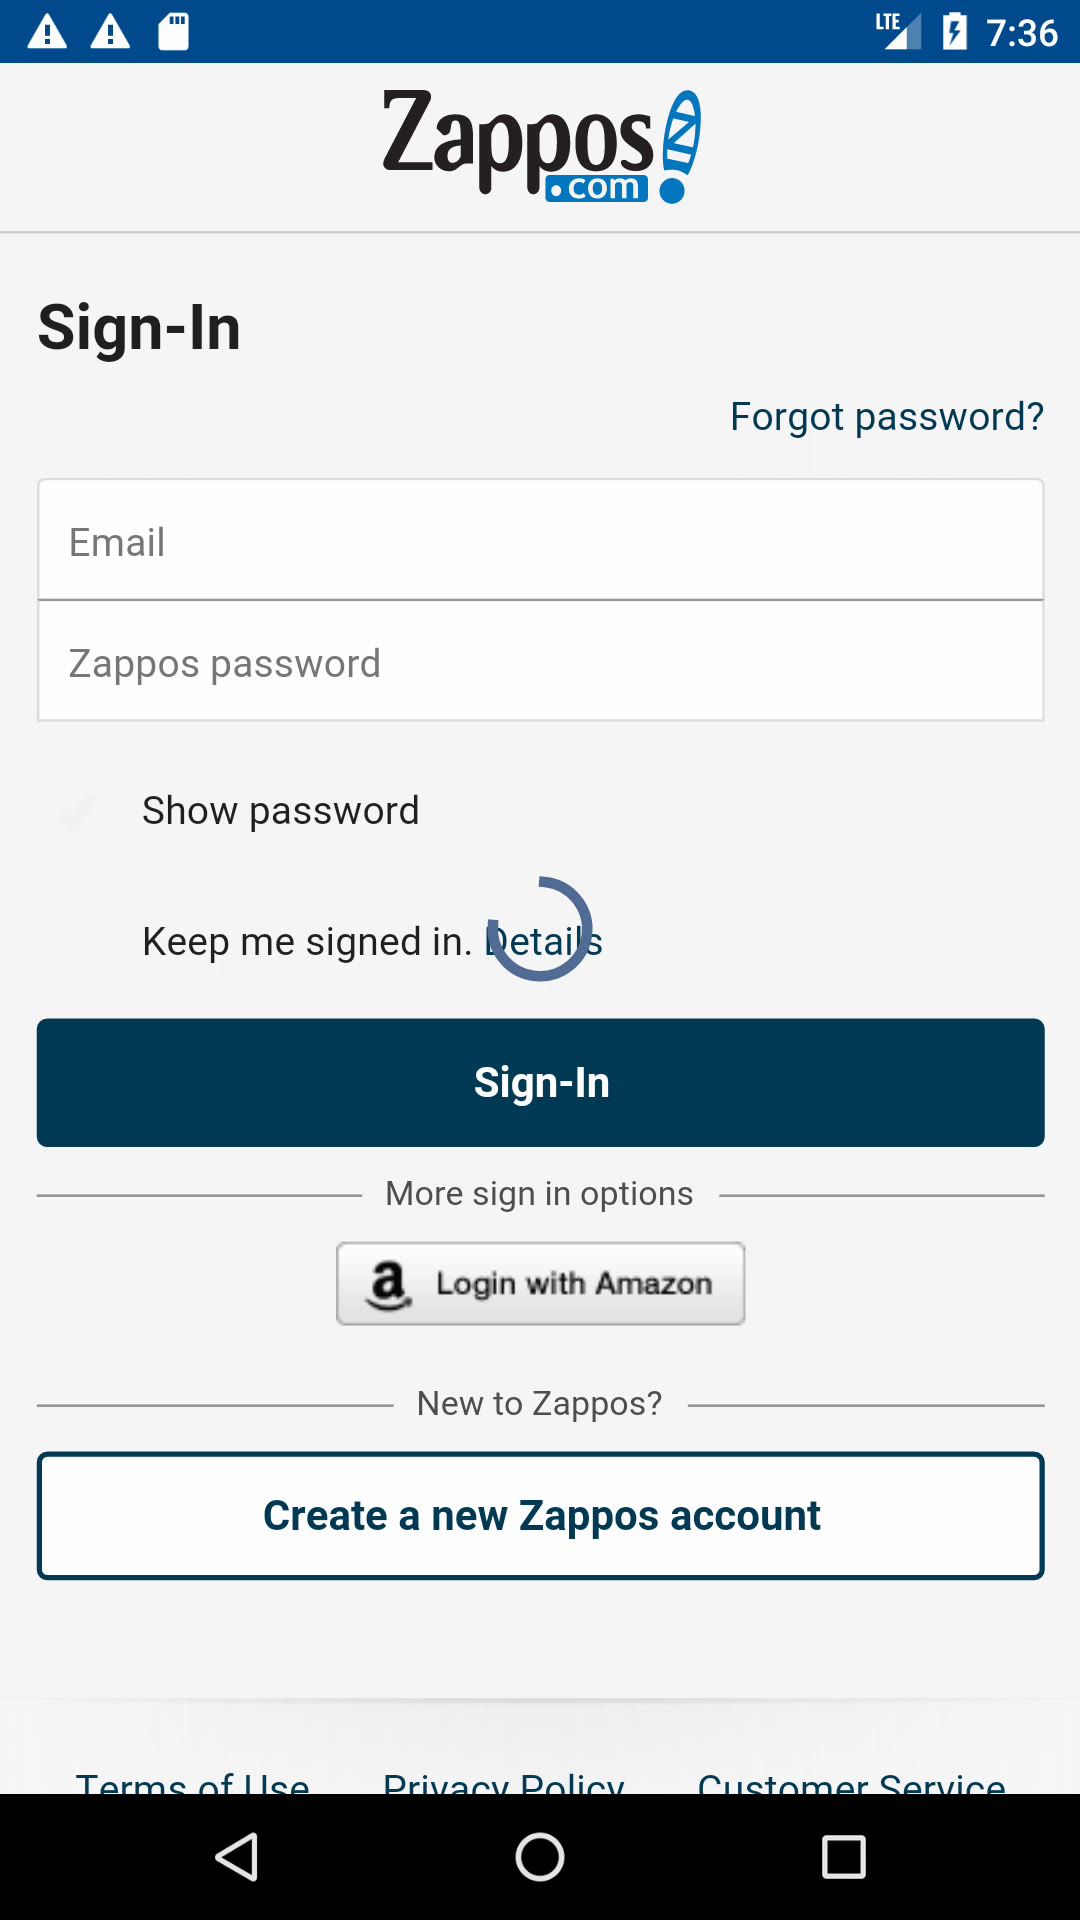 LTE 7:36
Zappos
.com
Sign-In
Forgot password?
Email
Zappos password
Show password
Keep me signed in. Details
Sign-In
More sign in options
a Login with Amazon
New to Zappos?
Create a new Zappos account
Terms of Use Privacy Policy Customer Service